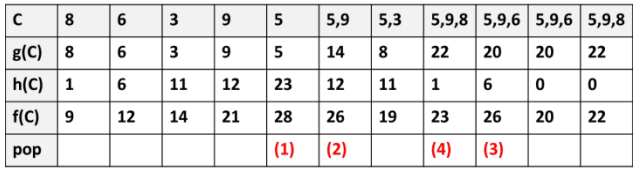 C 8 6 3 9 5 5,9 5,3 5,9,8 5,9,6 5,9,6 5,9,8
g(C) 8 6 3 9 5 14 8 22 20 20 22
h(C) 1 6 11 12 23 12 11 1 6 0 0
f(C) 9 12 14 21 28 26 19 23 26 20 22
pop (1) (2) (4) (3)